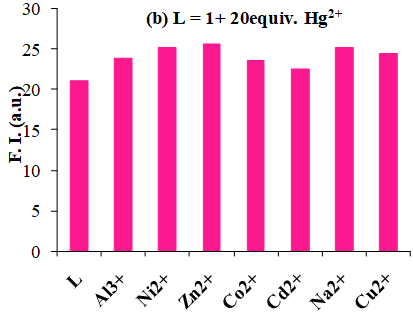 (b) L = 1+ 20equiv. Hg2+
F. I. (a.u.)
30
25
20
15
10
5
0
L
Al3+
Ni2+
Zn2+
Co2+
Cd2+
Na2+
Cu2+